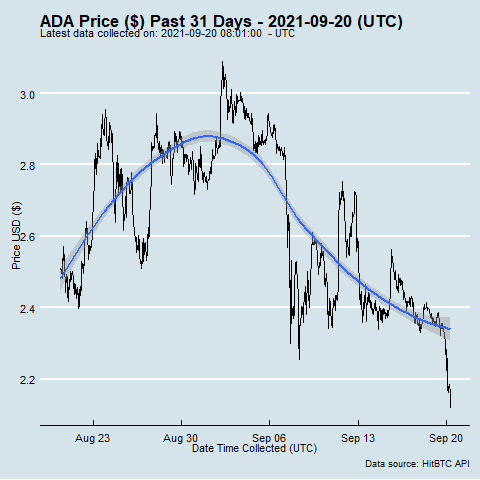 ADA Price ($) Past 31 Days - 2021-09-20 (UTC)
Latest data collected on: 2021-09-20 08:01:00  - UTC
Price USD ($)
3.0
2.8
2.6
2.4
2.2
Aug 23 Aug 30 Sep 06 Sep 13 Sep 20
Date Time Collected (UTC)
Data source: HitBTC API